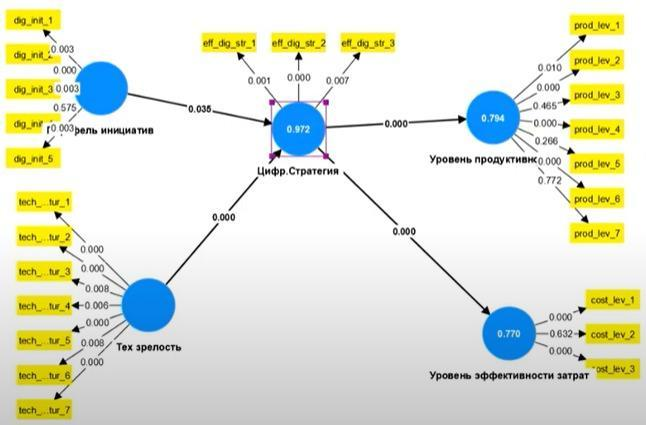 dig_init_1
dig_init_2
dig_init_3
dig_init_4
dig_init_5
0.003
0.000
0.003
0.575
0.003
инициатив
0.035
eff_dig_str_1
eff_dig_str_2
eff_dig_str_3
0.001
0.000
0.007
0.972
Цифр.Стратегия
0.000
0.794
Уровень
prod_lev_1
prod_lev_2
prod_lev_3
prod_lev_4
prod_lev_5
prod_lev_6
prod_lev_7
0.010
0.000
0.465
0.000
0.266
0.000
0.772
tech_...tur_1
tech_...tur_2
tech_...tur_3
tech_...tur_4
tech_...tur_5
tech_...tur_6
tech_...tur_7
0.000
0.000
0.008
0.006
0.000
0.008
0.000
Тех зрелость
0.000
0.000
0.770
Уровень эффективности затрат
cost_lev_1
cost_lev_2
cost_lev_3
0.000
0.632
0.000